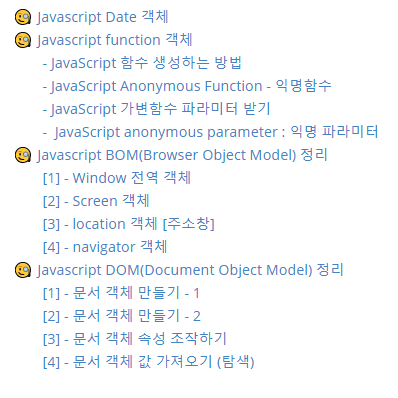 Javascript Date 객체
Javascript function 객체
- JavaScript 함수 생성하는 방법
- JavaScript Anonymous Function - 익명함수
- JavaScript 가변함수 파라미터 받기
- JavaScript anonymous parameter : 익명 파라미터
Javascript BOM(Browser Object Model) 정리
[1] - Window 전역 객체
[2] - Screen 객체
[3] - location 객체 [주소창]
[4] - navigator 객체
Javascript DOM(Document Object Model) 정리
[1] - 문서 객체 만들기 - 1
[2] - 문서 객체 만들기 - 2
[3] - 문서 객체 속성 조작하기
[4] - 문서 객체 값 가져오기 (탐색)